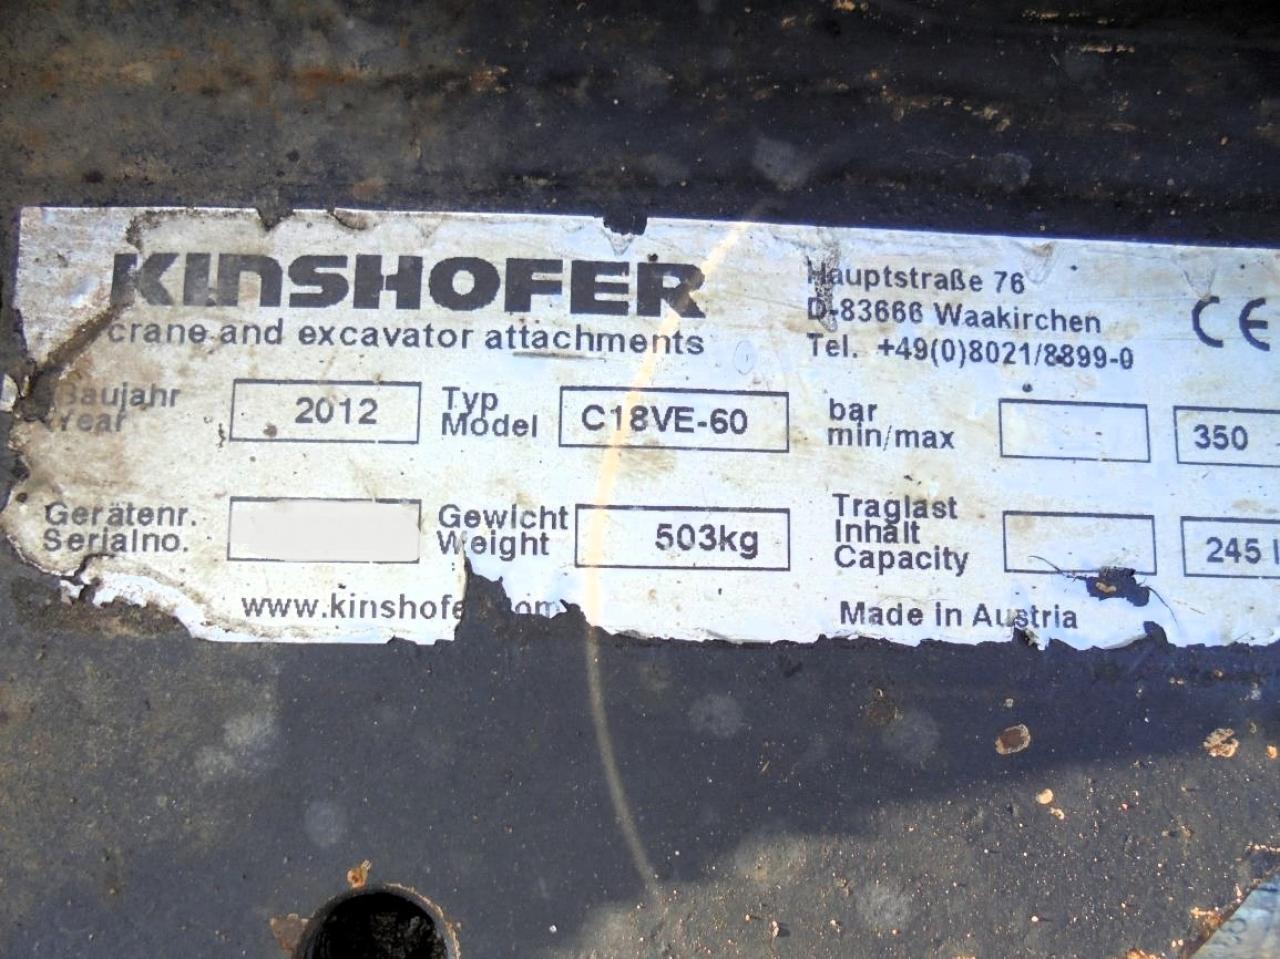 KINSHOFER
crane and excavator attachments
Hauptstraße 76
D-83666 Waakirchen
Tel. +49(0)8021/8899-0
CE
Baujahr
Year
2012
Typ
Model
C18VE-60
bar
min/max
350
Gerätenr.
Serialno.
Gewicht
Weight
503kg
Traglast
Inhalt
Capacity
245 l
Made in Austria